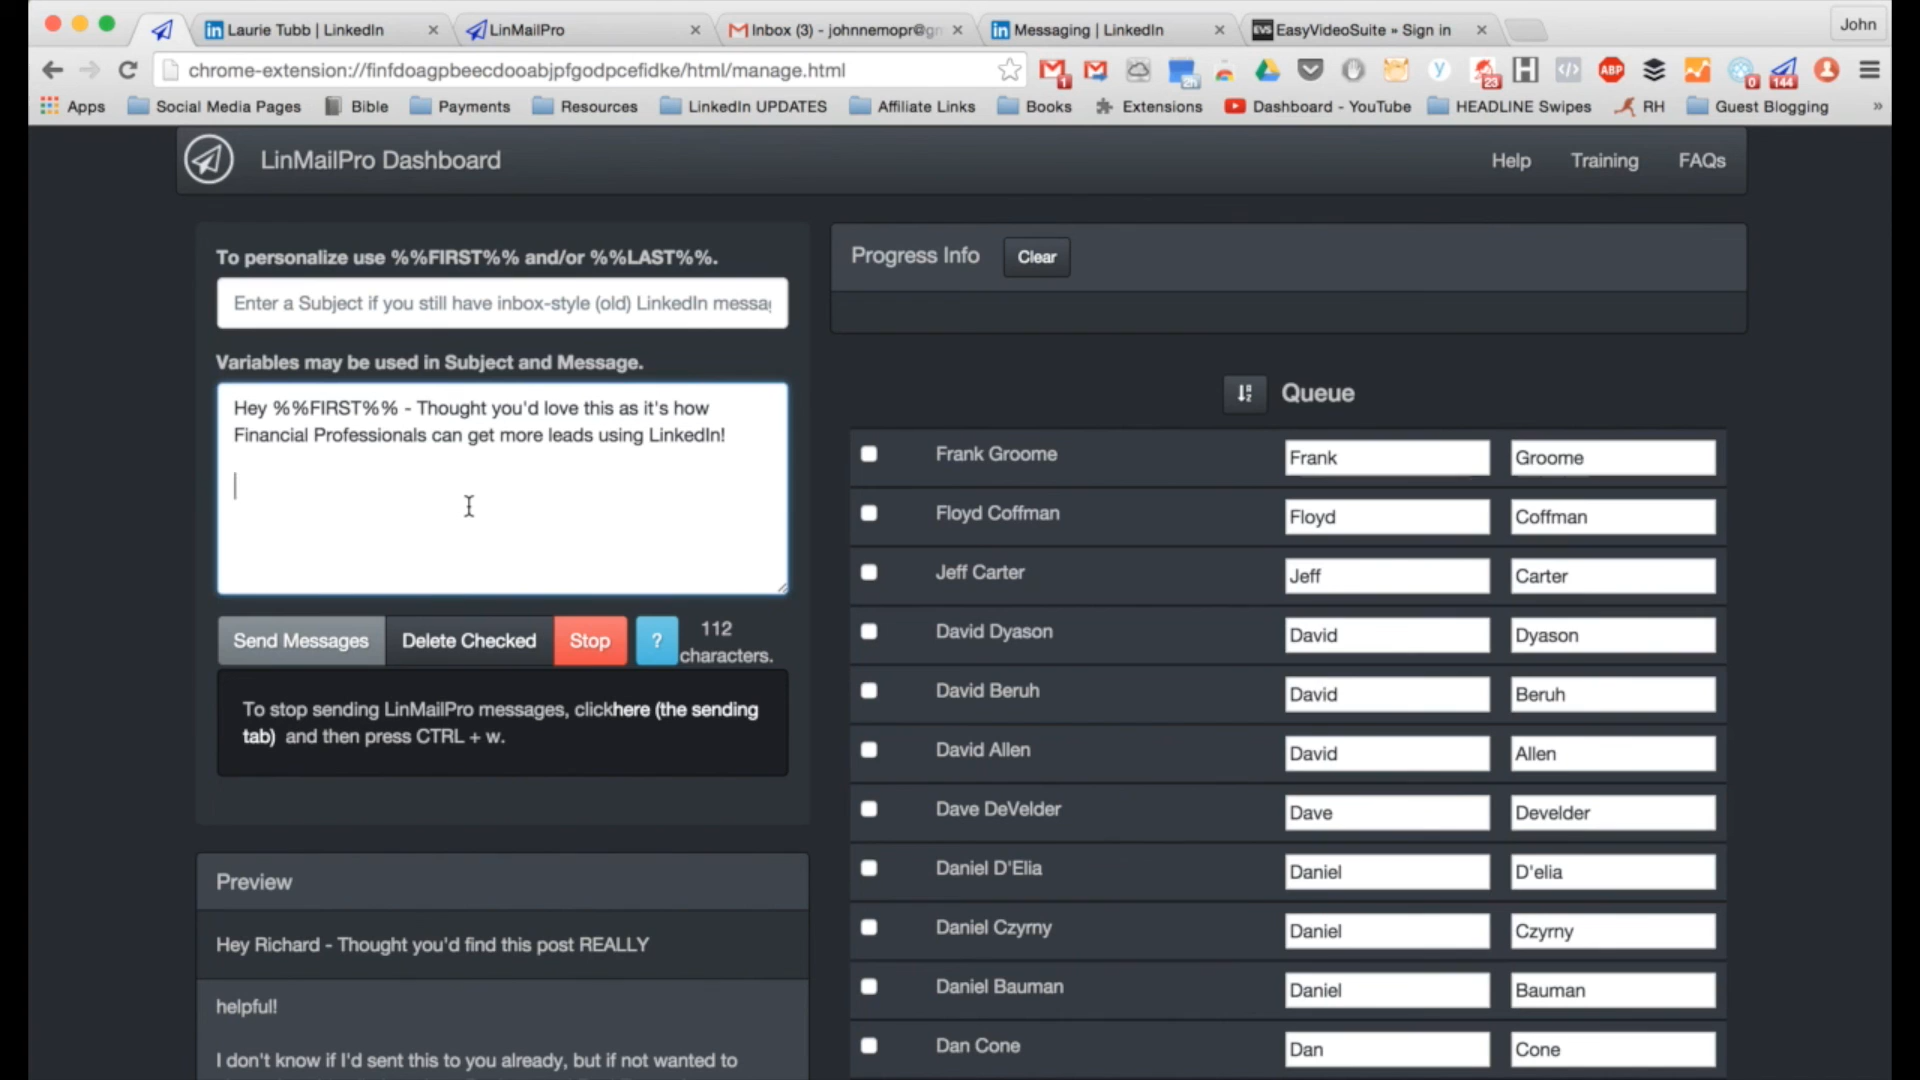 Laurie Tubb | LinkedIn
LinMailPro
Inbox (3) - johnnemopr@g
Messaging | LinkedIn
EasyVideoSuite » Sign in
John
chrome-extension://finfdoagpbeecdooabjpfgodpcefidke/html/manage.html
1
23
ABP
0
144
Apps
Social Media Pages
Bible
Payments
Resources
LinkedIn UPDATES
Affiliate Links
Books
Extensions
Dashboard - YouTube
HEADLINE Swipes
RH
Guest Blogging
»
LinMailPro Dashboard
Help
Training
FAQs
To personalize use %%FIRST%% and/or %%LAST%%.
Enter a Subject if you still have inbox-style (old) LinkedIn messa
Variables may be used in Subject and Message.
Hey %%FIRST%% - Thought you'd love this as it's how
Financial Professionals can get more leads using LinkedIn!
Send Messages
Delete Checked
Stop
?
112
characters.
To stop sending LinMailPro messages, clickhere (the sending
tab) and then press CTRL + w.
Preview
Hey Richard - Thought you'd find this post REALLY
helpful!
I don't know if I'd sent this to you already, but if not wanted to
Progress Info
Clear
Queue
Frank Groome Frank Groome
Floyd Coffman Floyd Coffman
Jeff Carter Jeff Carter
David Dyason David Dyason
David Beruh David Beruh
David Allen David Allen
Dave DeVelder Dave Develder
Daniel D'Elia Daniel D'elia
Daniel Czyrny Daniel Czyrny
Daniel Bauman Daniel Bauman
Dan Cone Dan Cone